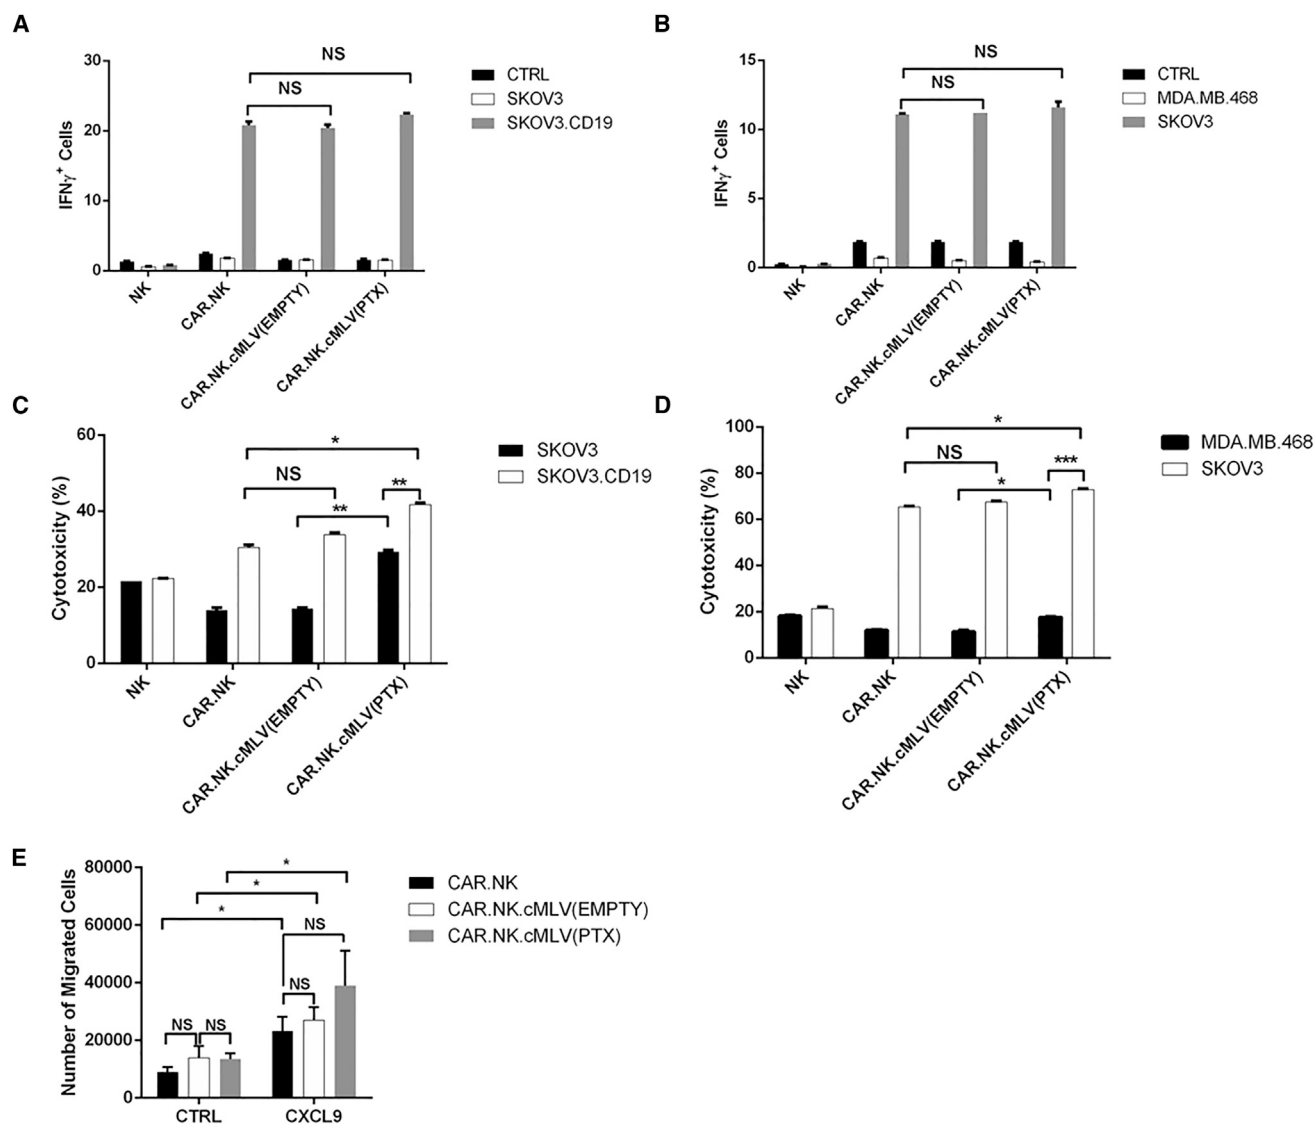 A
NS
NS
30
20
10
0
IFNγ+ Cells
CTRL
SKOV3
SKOV3.CD19
NK
CAR.NK
CAR.NK.cMLV(EMPTY)
CAR.NK.cMLV(PTX)
B
NS
NS
15
10
5
0
IFNγ+ Cells
CTRL
MDA.MB.468
SKOV3
NK
CAR.NK
CAR.NK.cMLV(EMPTY)
CAR.NK.cMLV(PTX)
C
60
40
20
0
Cytotoxicity (%)
*
NS
**
**
SKOV3
SKOV3.CD19
NK
CAR.NK
CAR.NK.cMLV(EMPTY)
CAR.NK.cMLV(PTX)
D
100
80
60
40
20
0
Cytotoxicity (%)
*
NS
***
*
MDA.MB.468
SKOV3
NK
CAR.NK
CAR.NK.cMLV(EMPTY)
CAR.NK.cMLV(PTX)
E
80000
60000
40000
20000
0
Number of Migrated Cells
*
*
*
NS
NS
NS
NS
CAR.NK
CAR.NK.cMLV(EMPTY)
CAR.NK.cMLV(PTX)
CTRL
CXCL9